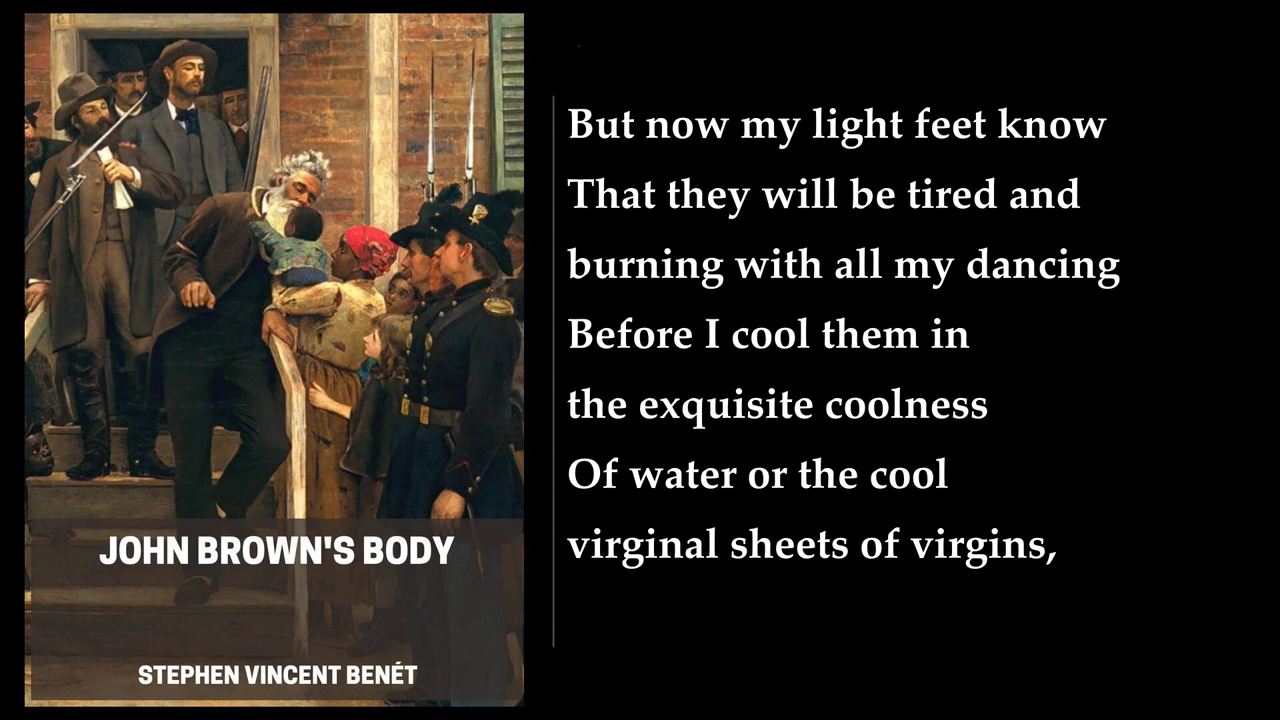 JOHN BROWN'S BODY
STEPHEN VINCENT BENÉT
But now my light feet know
That they will be tired and
burning with all my dancing
Before I cool them in
the exquisite coolness
Of water or the cool
virginal sheets of virgins,